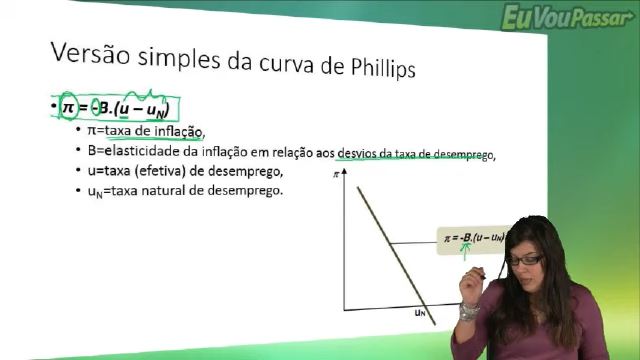 EuVouPassar
Versão simples da curva de Phillips
• π = -B.(u – uN)
• π=taxa de inflação,
• B=elasticidade da inflação em relação aos desvios da taxa de desemprego,
• u=taxa (efetiva) de desemprego,
• uN=taxa natural de desemprego.
π
π = -B.(u – uN)
uN